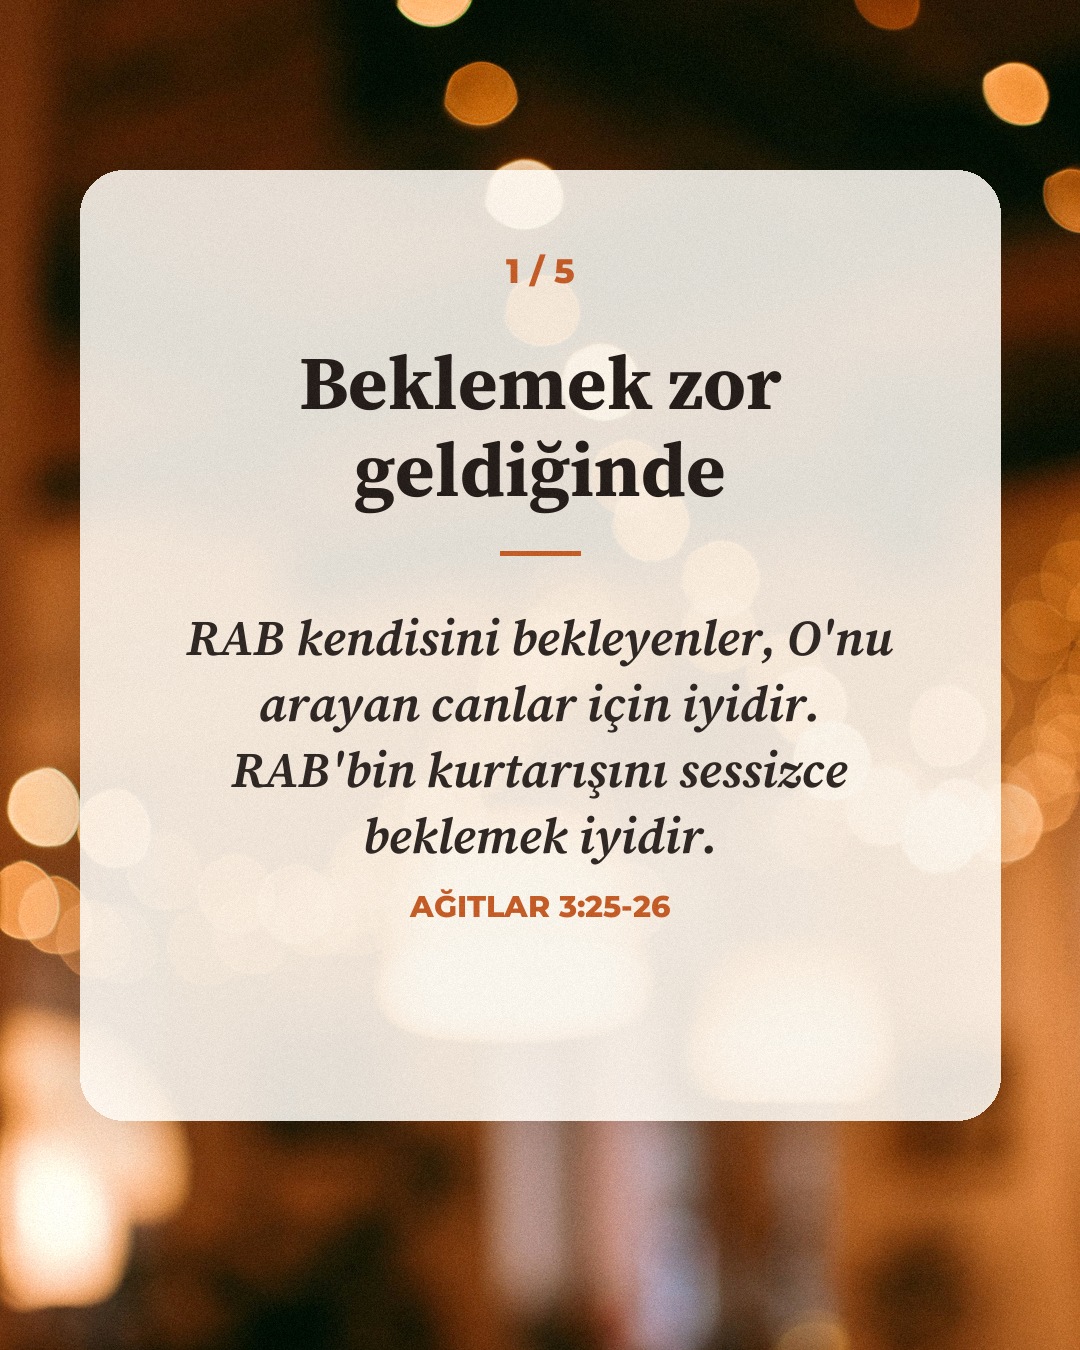 1 / 5
Beklemek zor
geldiğinde
RAB kendisini bekleyenler, O'nu
arayan canlar için iyidir.
RAB'bin kurtarışını sessizce
beklemek iyidir.
AĞITLAR 3:25-26